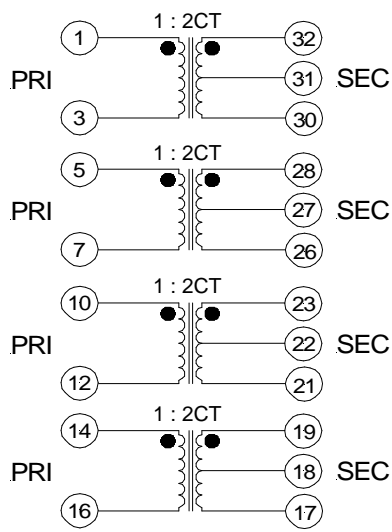 1 : 2CT
1 32
PRI 31 SEC
3 30
1 : 2CT
5 28
PRI 27 SEC
7 26
1 : 2CT
10 23
PRI 22 SEC
12 21
1 : 2CT
14 19
PRI 18 SEC
16 17